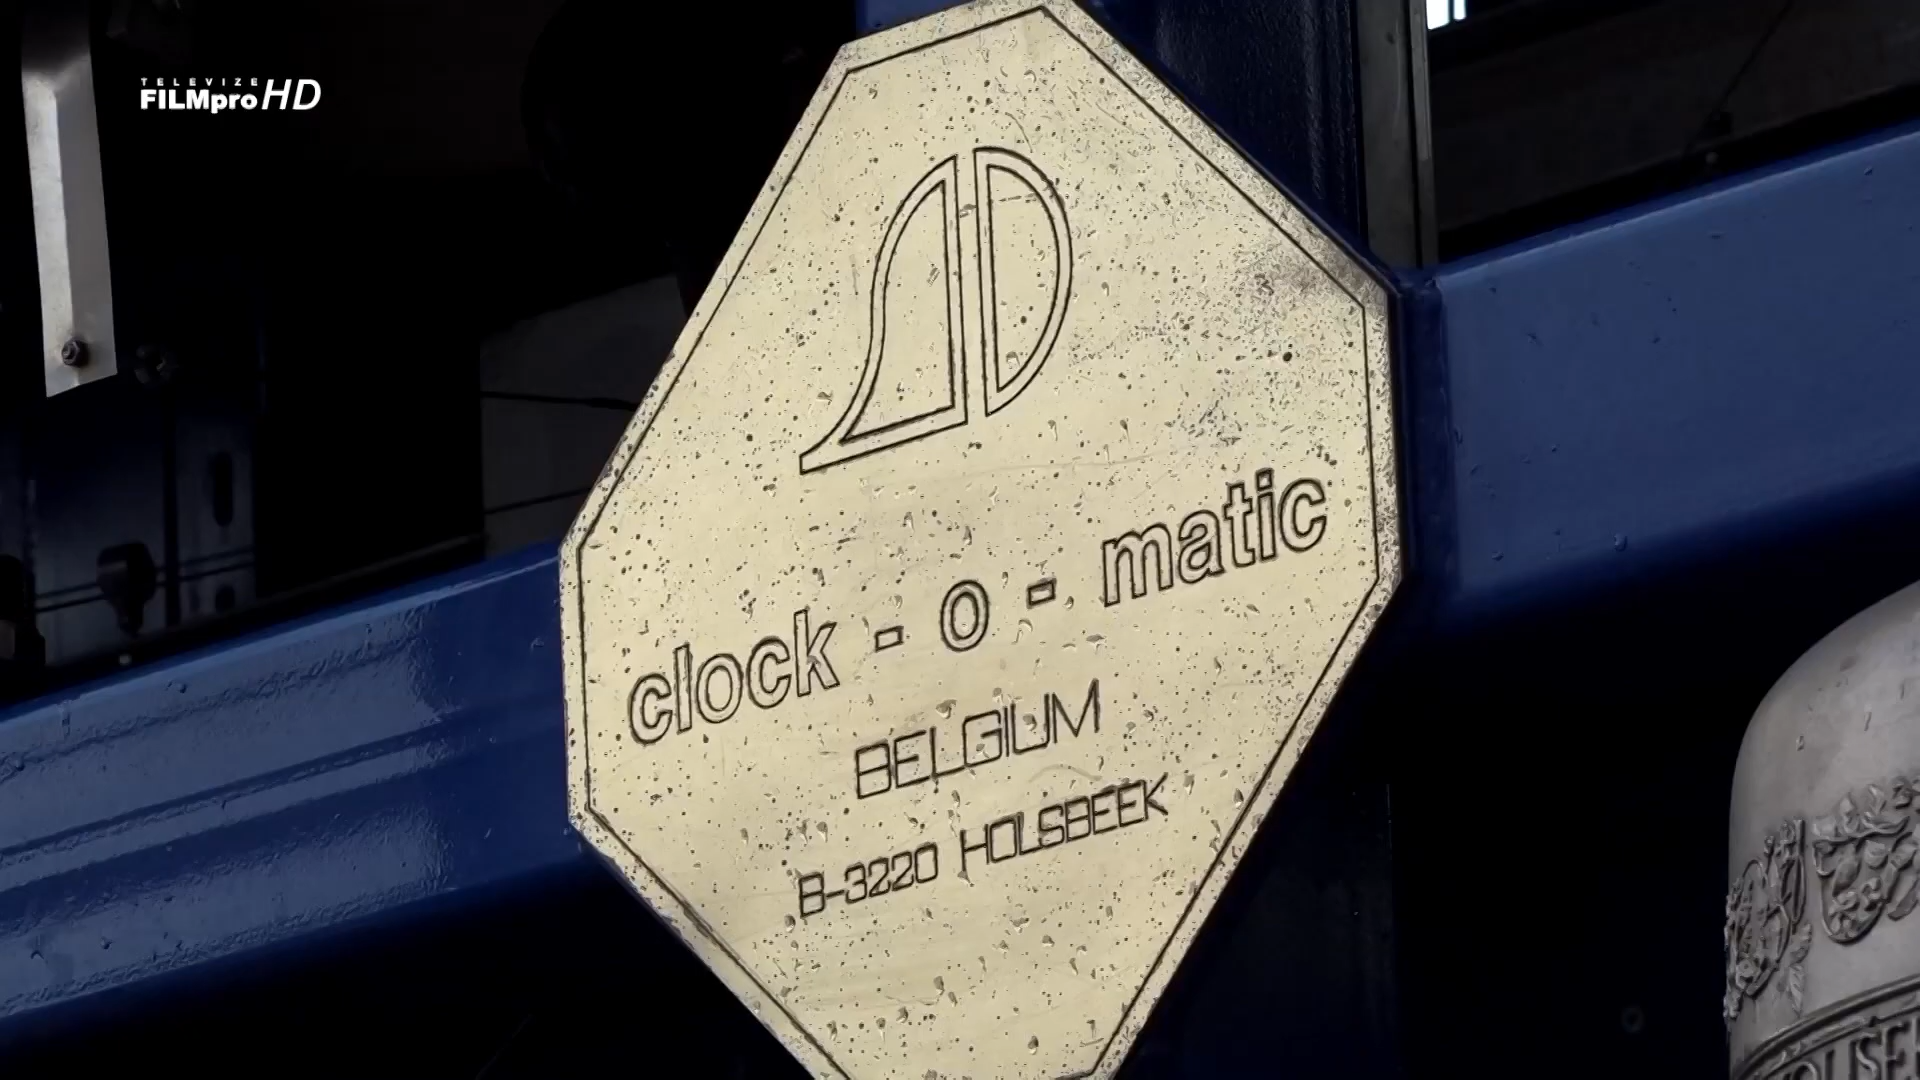 TELEVIZE
FILMpro HD
clock - o - matic
BELGIUM
B-3220 HOLSBEEK